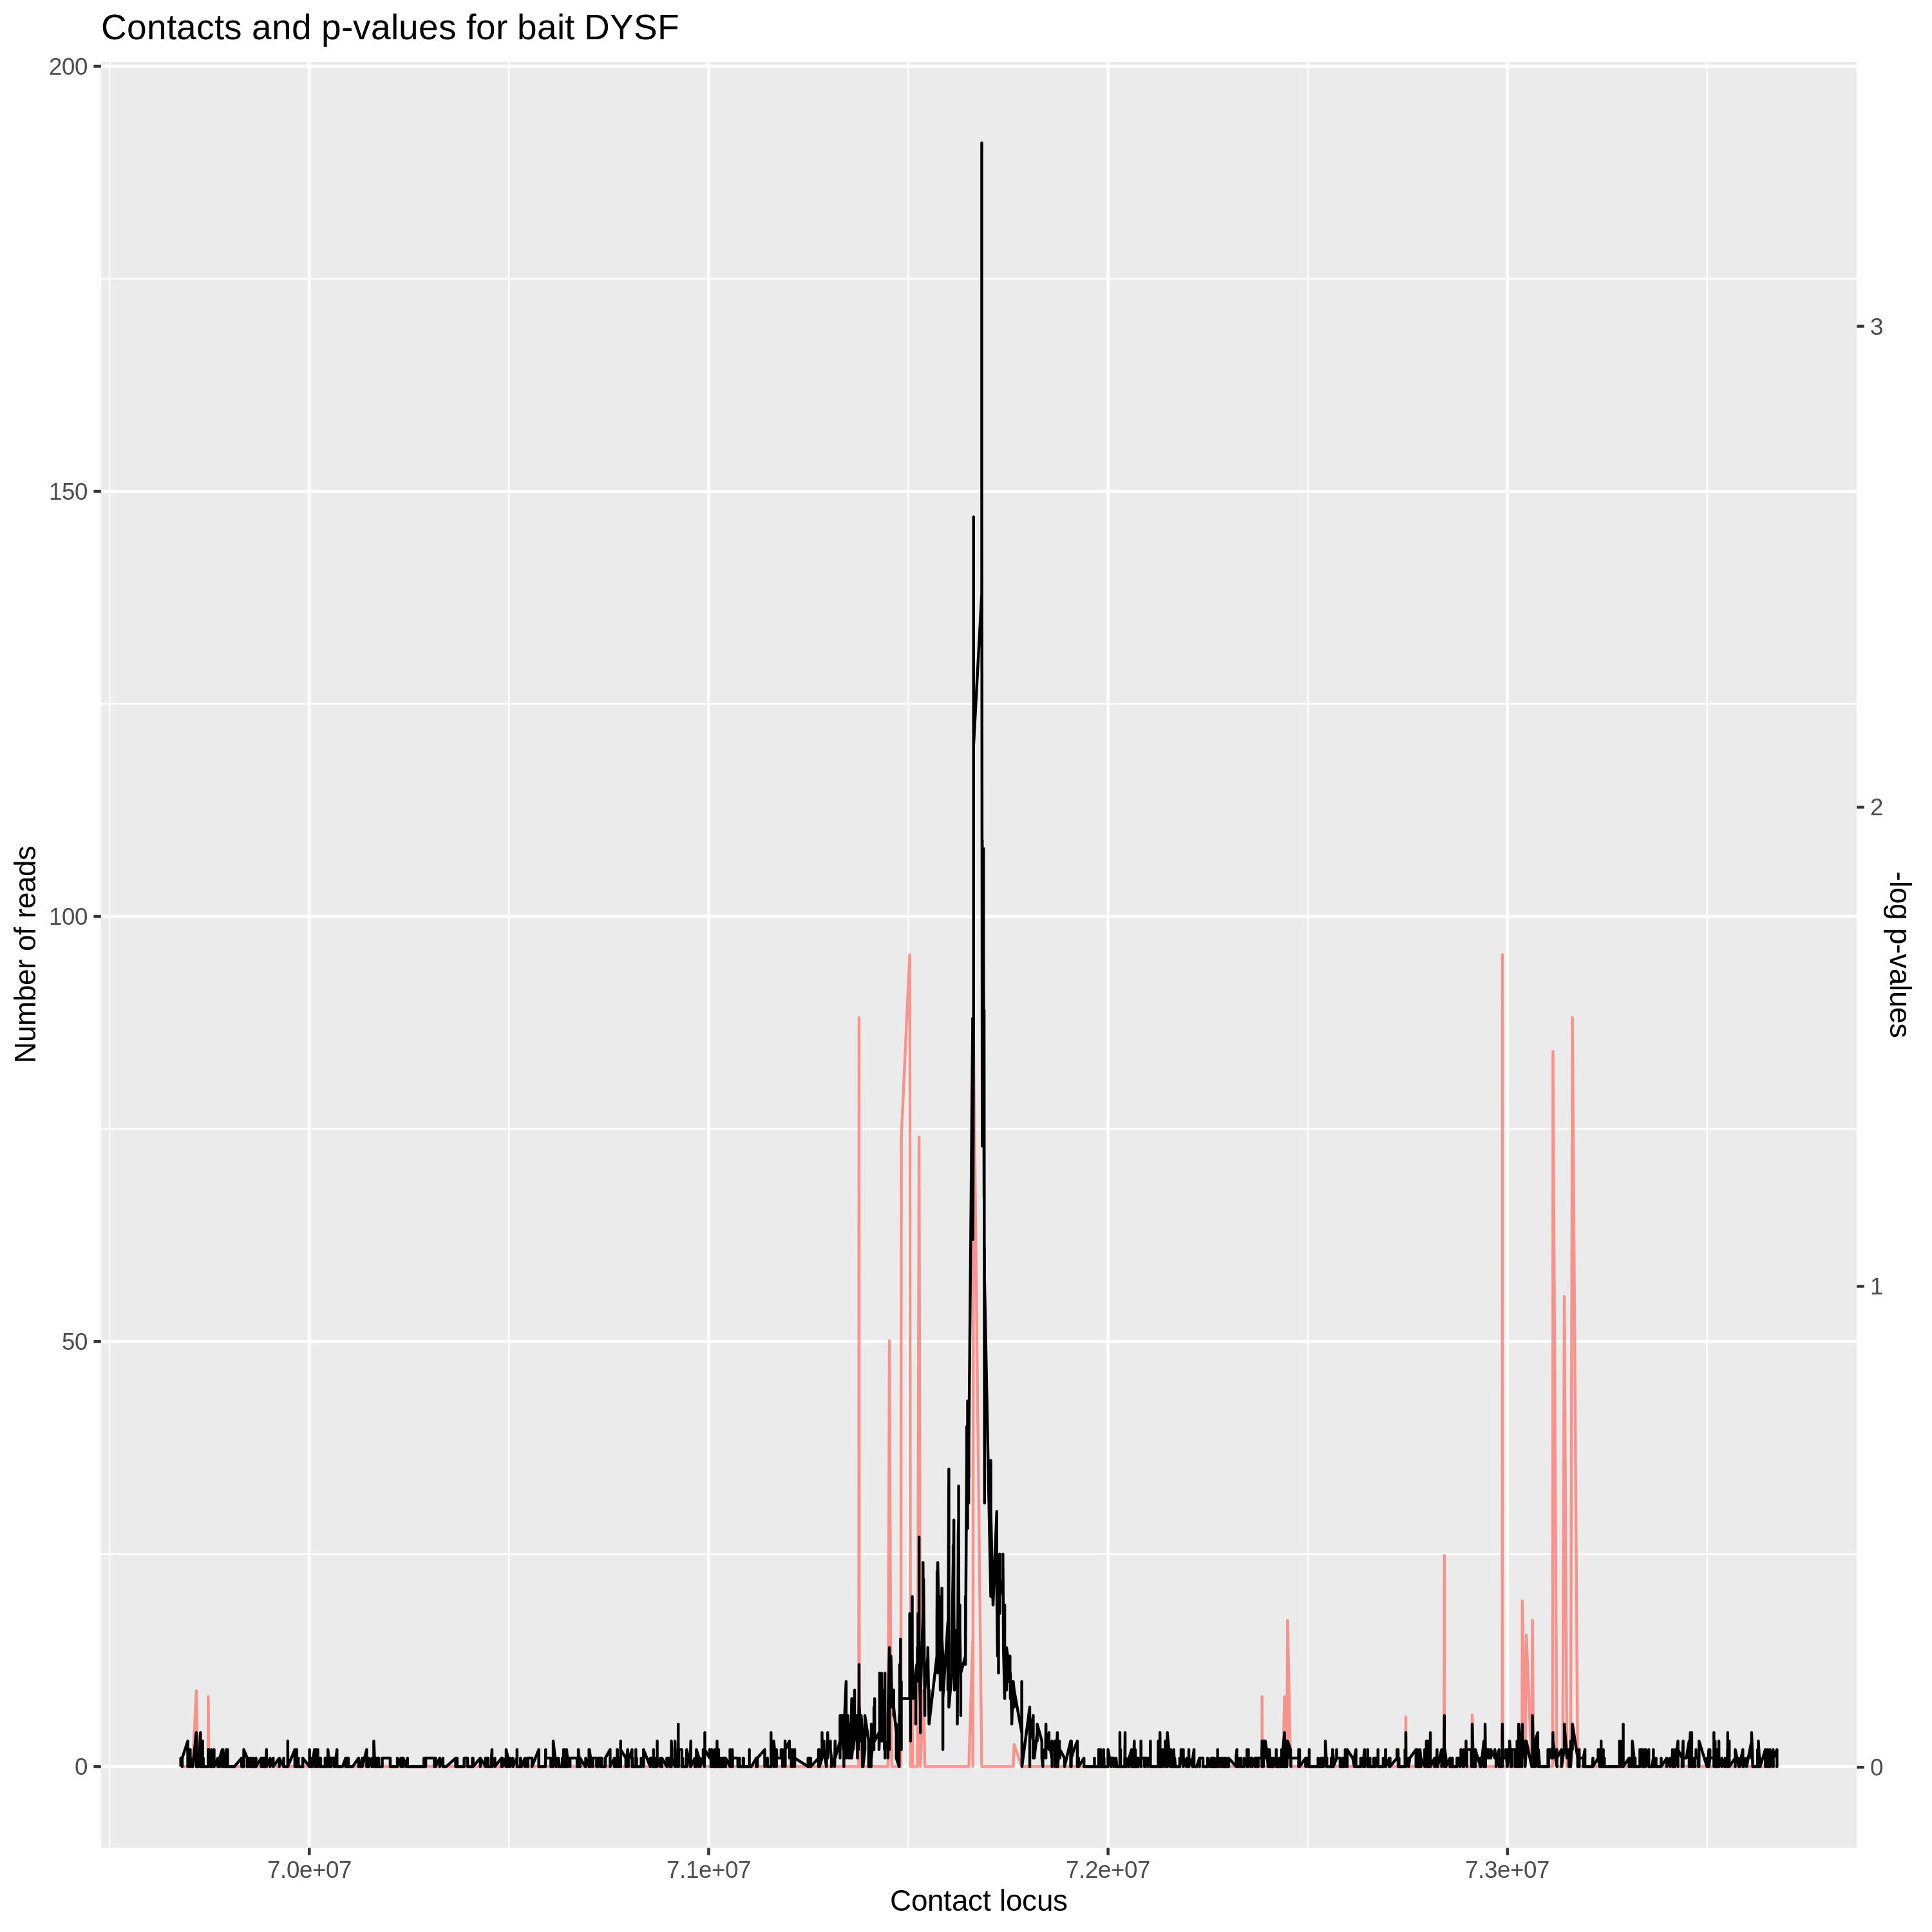 Contacts and p-values for bait DYSF
200
150
100
50
0
Number of reads
3
2
1
0
-log p-values
7.0e+07
7.1e+07
7.2e+07
7.3e+07
Contact locus